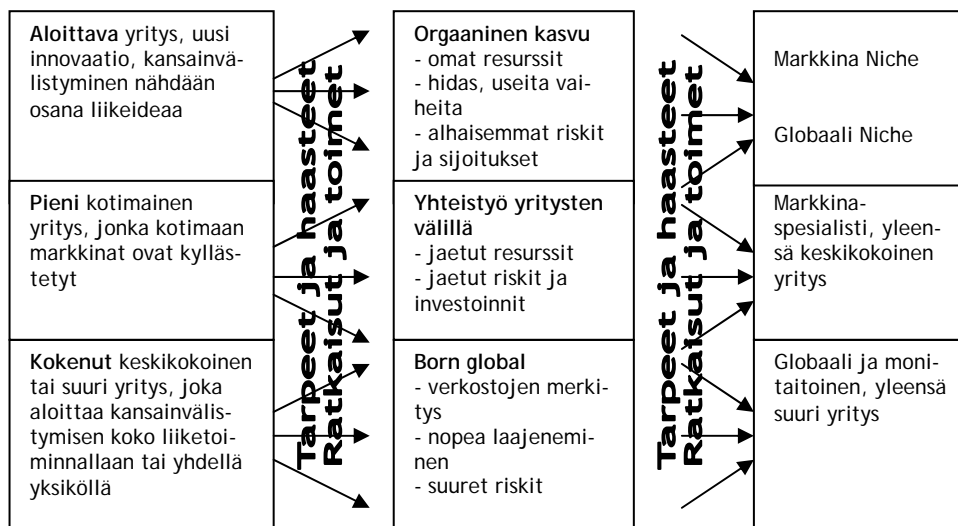 Aloittava yritys, uusi
innovaatio, kansainvä-
listyminen nähdään
osana liikeideaa
Pieni kotimainen
yritys, jonka kotimaan
markkinat ovat kylläs-
tetyt
Kokenut keskikokoinen
tai suuri yritys, joka
aloittaa kansainvälis-
tymisen koko liiketoi-
minnallaan tai yhdellä
yksiköllä
Tarpeet ja haasteet
Ratkaisut ja toimet
Orgaaninen kasvu
- omat resurssit
- hidas, useita vai-
heita
- alhaisemmat riskit
ja sijoitukset
Yhteistyö yritysten
välillä
- jaetut resurssit
- jaetut riskit ja
investoinnit
Born global
- verkostojen merki-
tys
- nopea laajenemi-
nen
- suuret riskit
Tarpeet ja haasteet
Ratkaisut ja toimet
Markkina Niche
Globaali Niche
Markkina-
spesialisti, yleen-
sä keskikokoinen
yritys
Globaali ja moni-
taitoinen, yleensä
suuri yritys